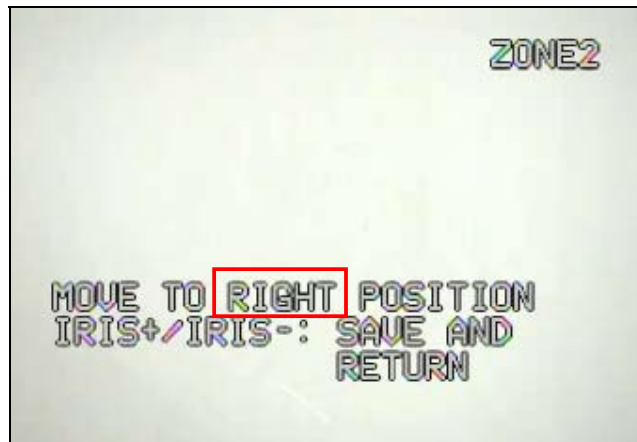 ZONE2
MOVE TO RIGHT POSITION
IRIS+/IRIS-: SAVE AND
RETURN